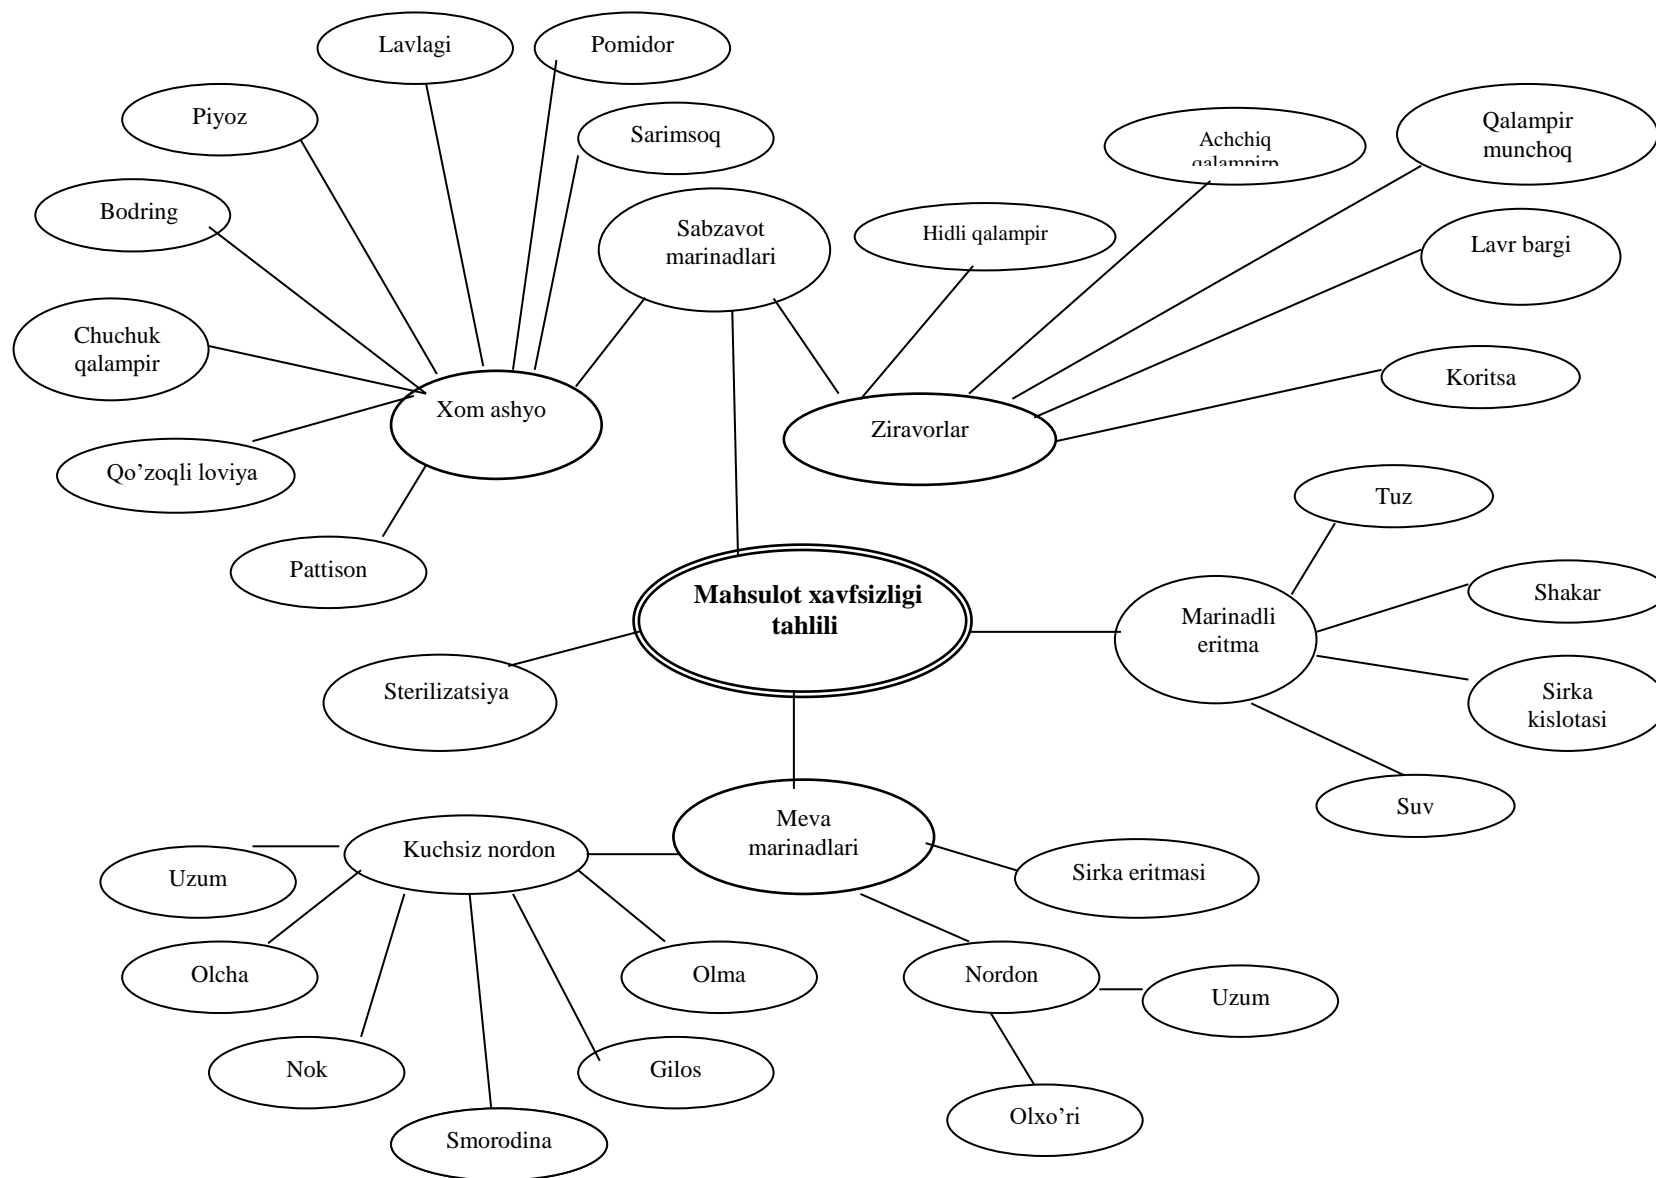 Lavlagi
Pomidor
Piyoz
Sarimsoq
Achchiq
qalampirp
Qalampir
munchoq
Bodring
Sabzavot
marinadlari
Hidli qalampir
Lavr bargi
Chuchuk
qalampir
Xom ashyo
Ziravorlar
Koritsa
Qo’zoqli loviya
Pattison
Tuz
Mahsulot xavfsizligi
tahlili
Marinadli
eritma
Shakar
Sterilizatsiya
Sirka
kislotasi
Suv
Meva
marinadlari
Kuchsiz nordon
Uzum
Sirka eritmasi
Olcha
Olma
Nordon
Uzum
Nok
Gilos
Smorodina
Olxo’ri